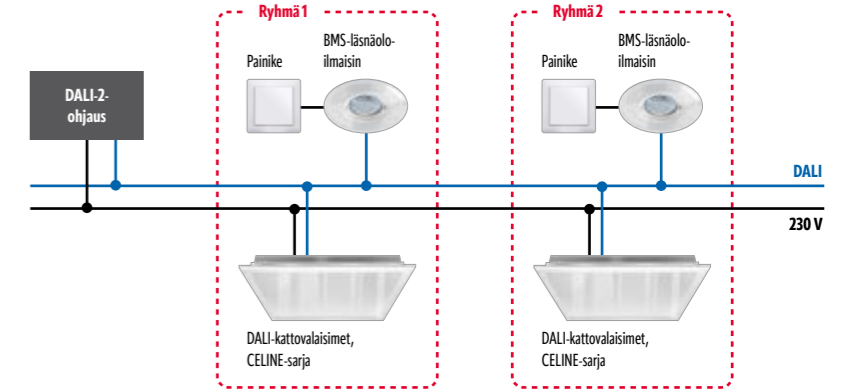 Ryhmä 1
Ryhmä 2
BMS-läsnäolo-
ilmaisin
Painike
BMS-läsnäolo-
ilmaisin
Painike
DALI-2-
ohjaus
DALI
230 V
DALI-kattovalaisimet,
CELINE-sarja
DALI-kattovalaisimet,
CELINE-sarja